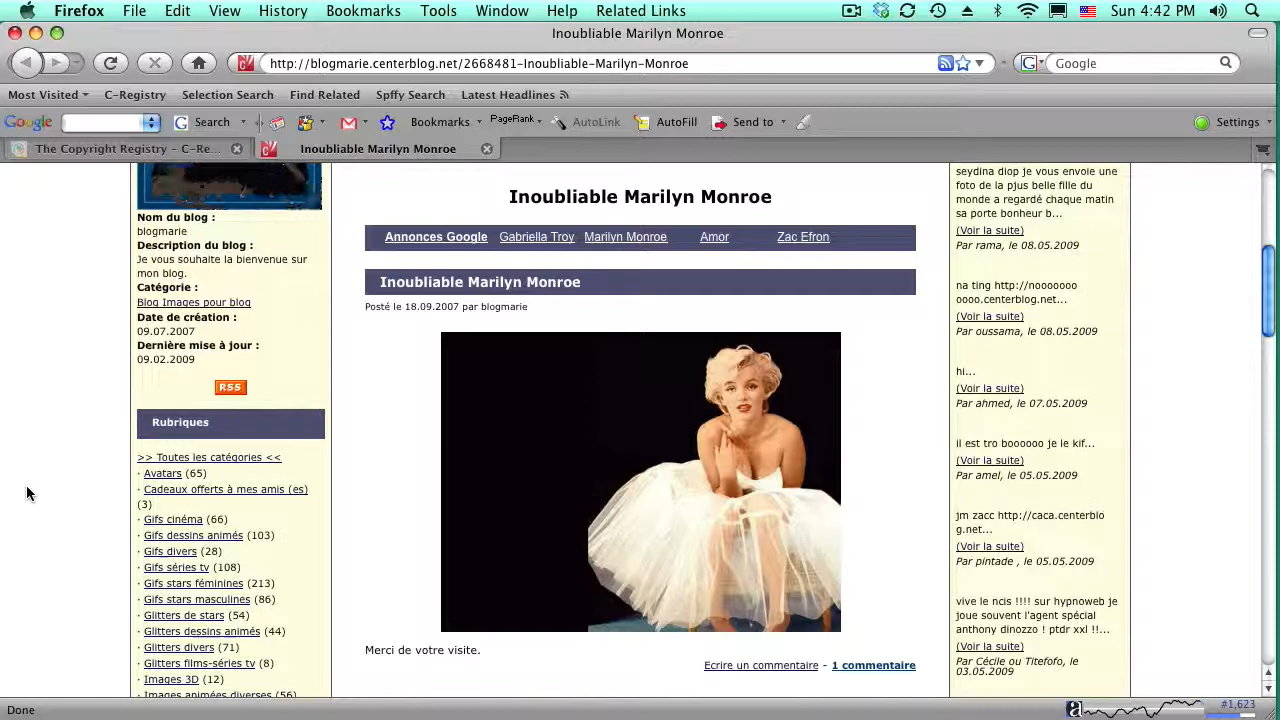 Firefox File Edit View History Bookmarks Tools Window Help Related Links
Sun 4:42 PM
Inoubliable Marilyn Monroe
http://blogmarie.centerblog.net/2668481-Inoubliable-Marilyn-Monroe
Google
Most Visited C-Registry Selection Search Find Related Spffy Search Latest Headlines
Google Search Bookmarks PageRank AutoLink AutoFill Send to Settings
The Copyright Registry – C-Re... Inoubliable Marilyn Monroe
Nom du blog :
blogmarie
Description du blog :
Je vous souhaite la bienvenue sur
mon blog.
Catégorie :
Blog Images pour blog
Date de création :
09.07.2007
Dernière mise à jour :
09.02.2009
RSS
Rubriques
>> Toutes les catégories <<
· Avatars (65)
· Cadeaux offerts à mes amis (es)
(3)
· Gifs cinéma (66)
· Gifs dessins animés (103)
· Gifs divers (28)
· Gifs séries tv (108)
· Gifs stars féminines (213)
· Gifs stars masculines (86)
· Glitters de stars (54)
· Glitters dessins animés (44)
· Glitters divers (71)
· Glitters films-séries tv (8)
· Images 3D (12)
· Images animées diverses (56)
Inoubliable Marilyn Monroe
Annonces Google Gabriella Troy Marilyn Monroe Amor Zac Efron
Inoubliable Marilyn Monroe
Posté le 18.09.2007 par blogmarie
Merci de votre visite.
Ecrire un commentaire - 1 commentaire
seydina diop je vous envoie une
foto de la pjus belle fille du
monde a regardé chaque matin
sa porte bonheur b...
(Voir la suite)
Par rama, le 08.05.2009
na ting http://nooooooo
oooo.centerblog.net...
(Voir la suite)
Par oussama, le 08.05.2009
hi...
(Voir la suite)
Par ahmed, le 07.05.2009
il est tro boooooo je le kif...
(Voir la suite)
Par amel, le 05.05.2009
jm zacc http://caca.centerblo
g.net...
(Voir la suite)
Par pintade , le 05.05.2009
vive le ncis !!!! sur hypnoweb je
joue souvent l'agent spécial
anthony dinozzo ! ptdr xxl !!...
(Voir la suite)
Par Cécile ou Titefofo, le
03.05.2009
Done
a
#1,623